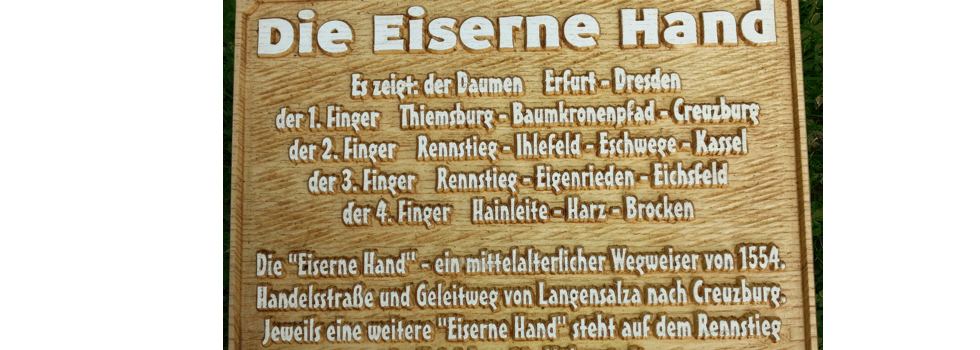 Die Eiserne Hand
Es zeigt: der Daumen Erfurt - Dresden
der 1. Finger Thiemsburg - Baumkronenpfad - Creuzburg
der 2. Finger Rennstieg - Ihlefeld - Eschwege - Kassel
der 3. Finger Rennstieg - Eigenrieden - Eichsfeld
der 4. Finger Hainleite - Harz - Brocken
Die "Eiserne Hand" - ein mittelalterlicher Wegweiser von 1554.
Handelsstraße und Geleitweg von Langensalza nach Creuzburg.
Jeweils eine weitere "Eiserne Hand" steht auf dem Rennstieg